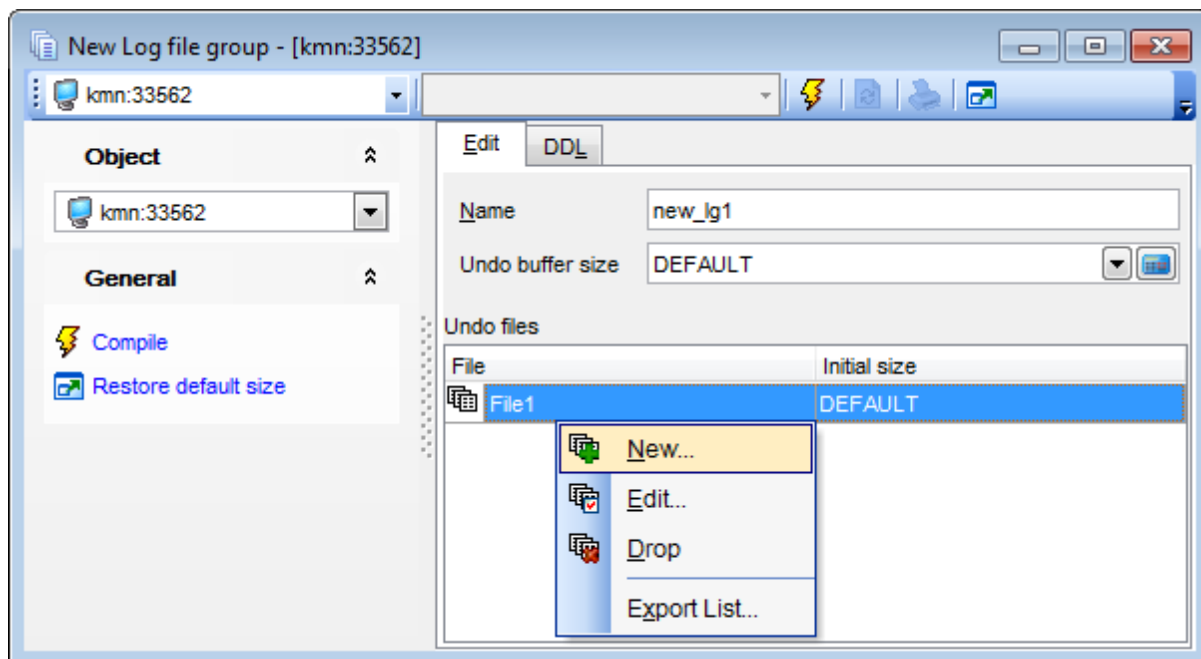 New Log file group - [kmn:33562]
kmn:33562
Object
kmn:33562
General
Compile
Restore default size
Edit
DDL
Name
new_lg1
Undo buffer size
DEFAULT
Undo files
File
Initial size
File1
DEFAULT
New...
Edit...
Drop
Export List...